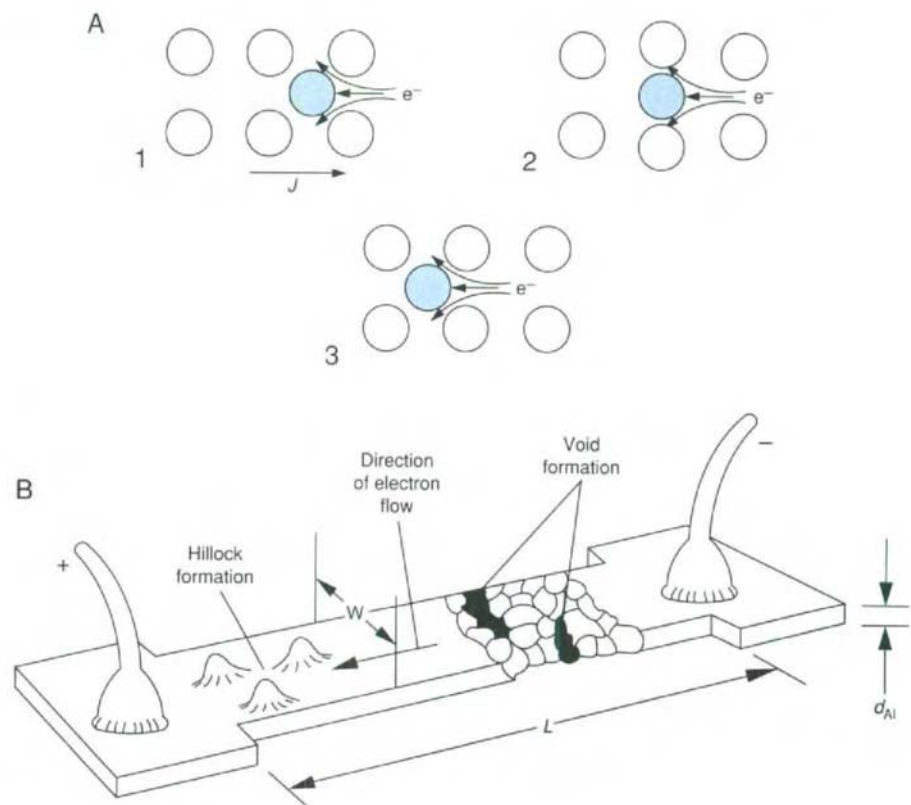 A
e⁻
1
J
e⁻
2
e⁻
3
B
+
Hillock
formation
Direction
of electron
flow
W
Void
formation
−
L
d_Al